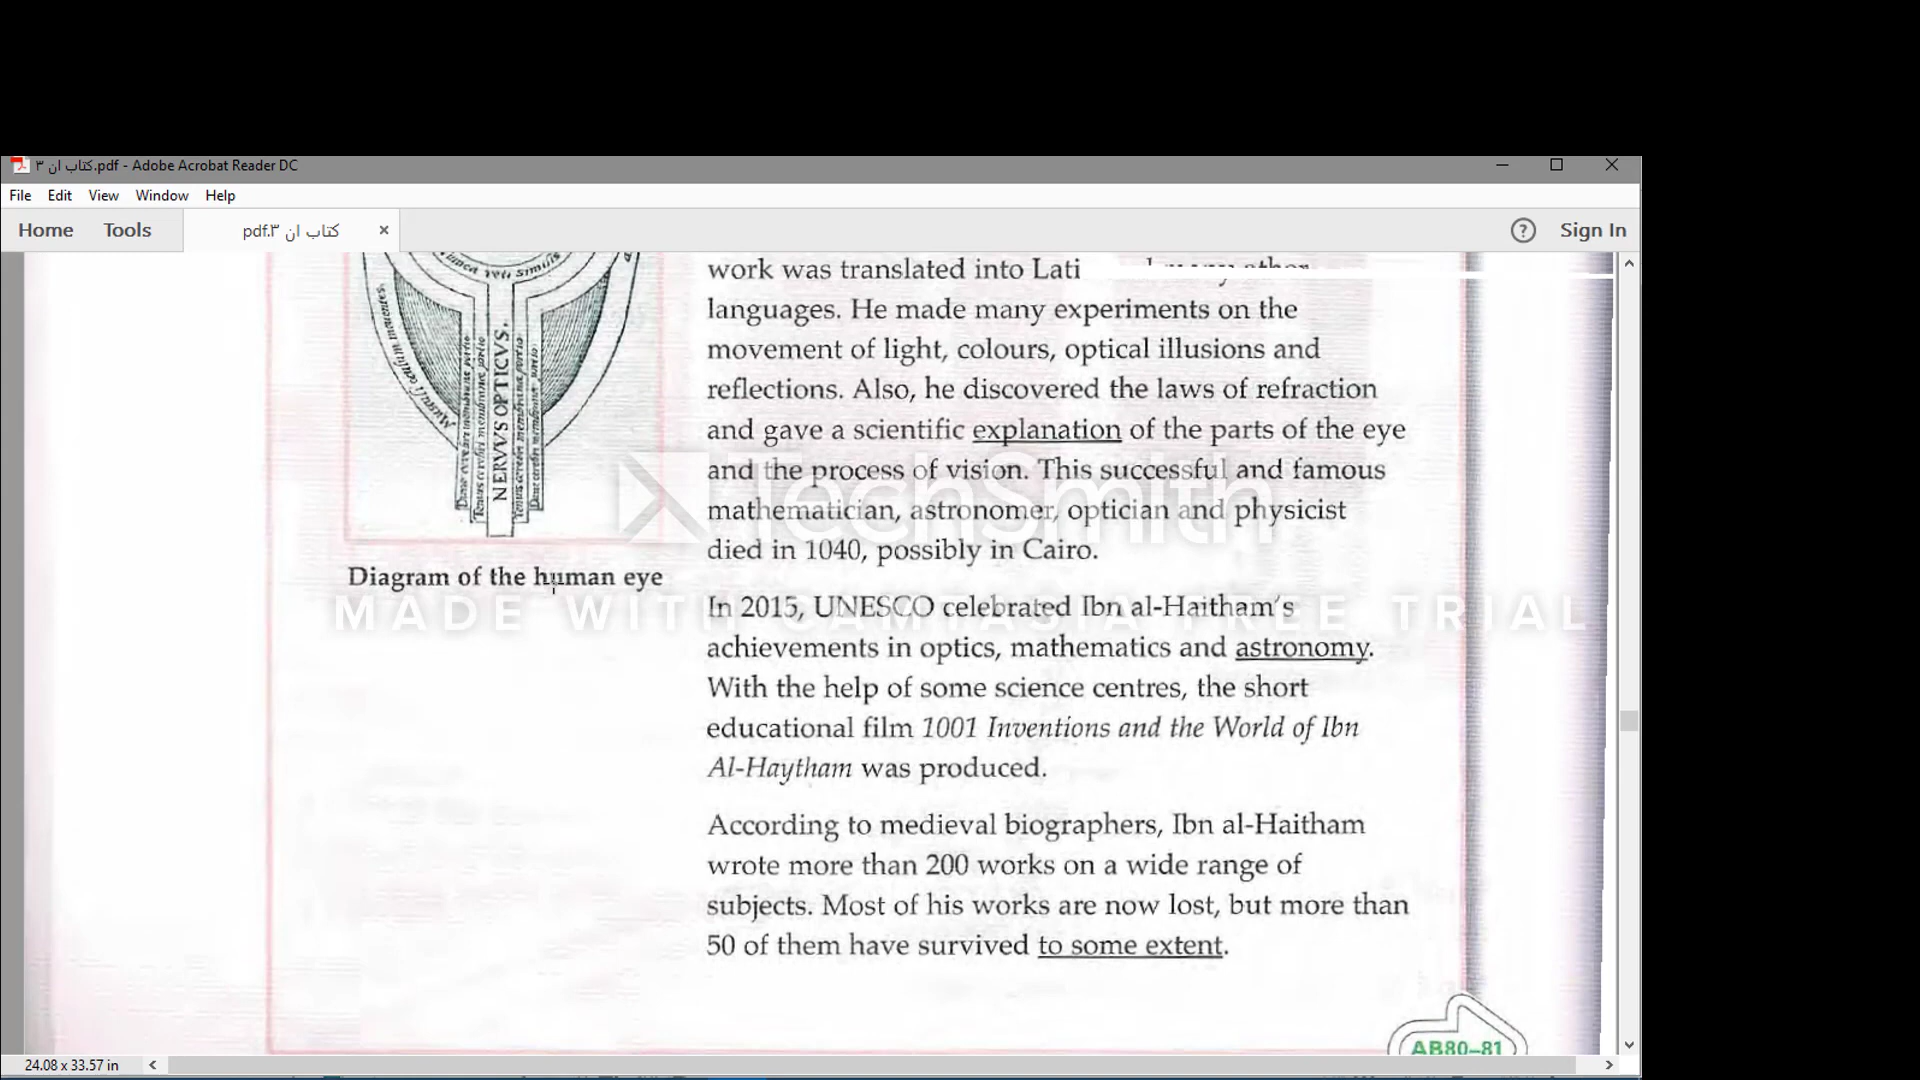 كتاب ان ٣.pdf - Adobe Acrobat Reader DC
File Edit View Window Help
Home Tools كتاب ان ٣.pdf × ? Sign In
work was translated into Lati other
languages. He made many experiments on the
movement of light, colours, optical illusions and
reflections. Also, he discovered the laws of refraction
and gave a scientific explanation of the parts of the eye
and the process of vision. This successful and famous
mathematician, astronomer, optician and physicist
died in 1040, possibly in Cairo.
NERVVS OPTICVS.
Diagram of the human eye
TechSmith
MADE WITH CAMTASIA FREE TRIAL
In 2015, UNESCO celebrated Ibn al-Haitham's
achievements in optics, mathematics and astronomy.
With the help of some science centres, the short
educational film 1001 Inventions and the World of Ibn
Al-Haytham was produced.
According to medieval biographers, Ibn al-Haitham
wrote more than 200 works on a wide range of
subjects. Most of his works are now lost, but more than
50 of them have survived to some extent.
AB80–81
24.08 x 33.57 in